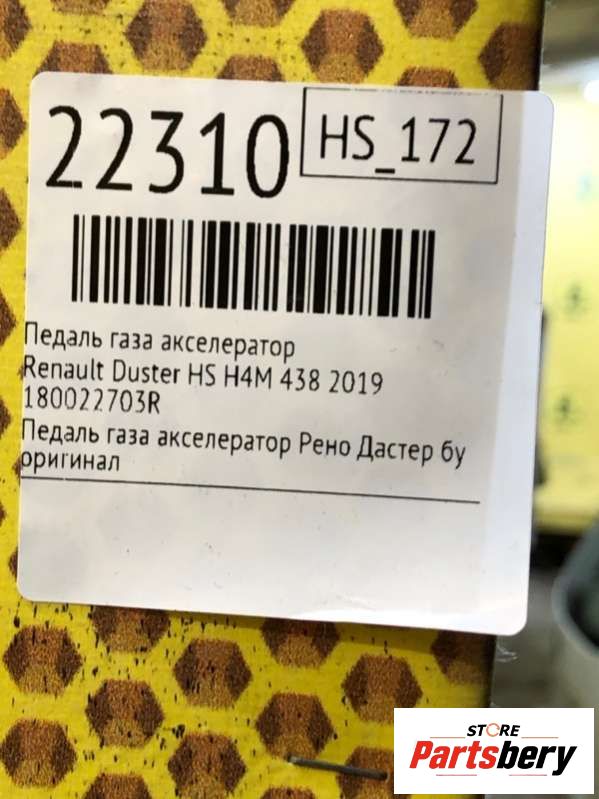 22310 HS_172
Педаль газа акселератор
Renault Duster HS H4M 438 2019
180022703R
Педаль газа акселератор Рено Дастер бу
оригинал
STORE
Partsbery